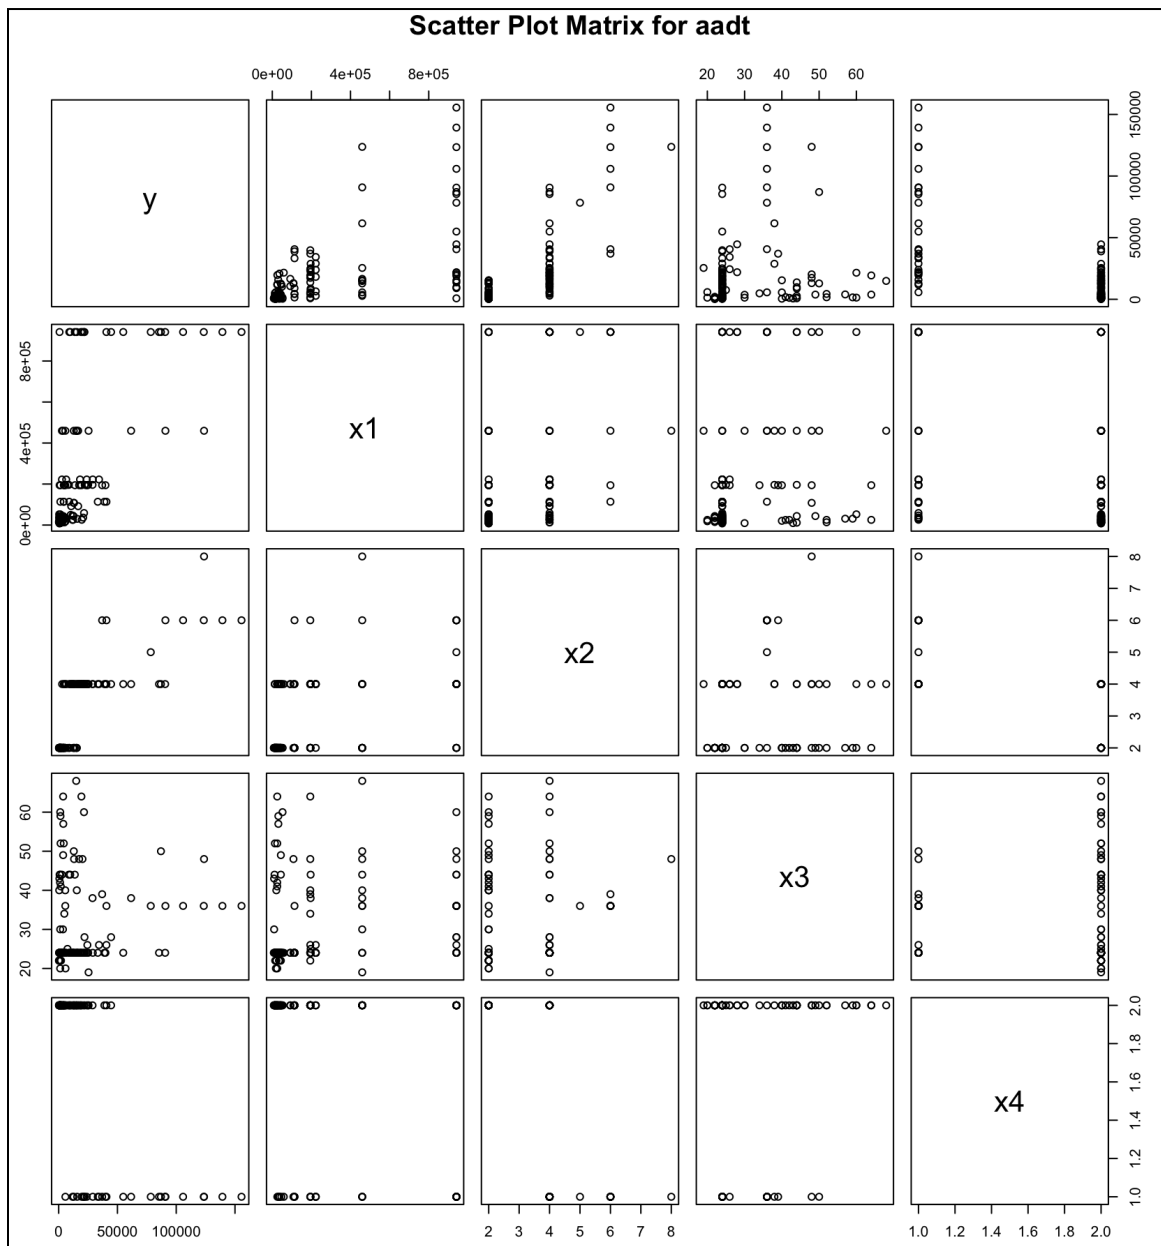 Scatter Plot Matrix for aadt
0e+00 4e+05 8e+05
20 30 40 50 60
y
0 50000 100000 150000
0e+00 4e+05 8e+05
x1
x2
2 3 4 5 6 7 8
20 30 40 50 60
x3
x4
1.0 1.2 1.4 1.6 1.8 2.0
0 50000 100000
2 3 4 5 6 7 8
1.0 1.2 1.4 1.6 1.8 2.0